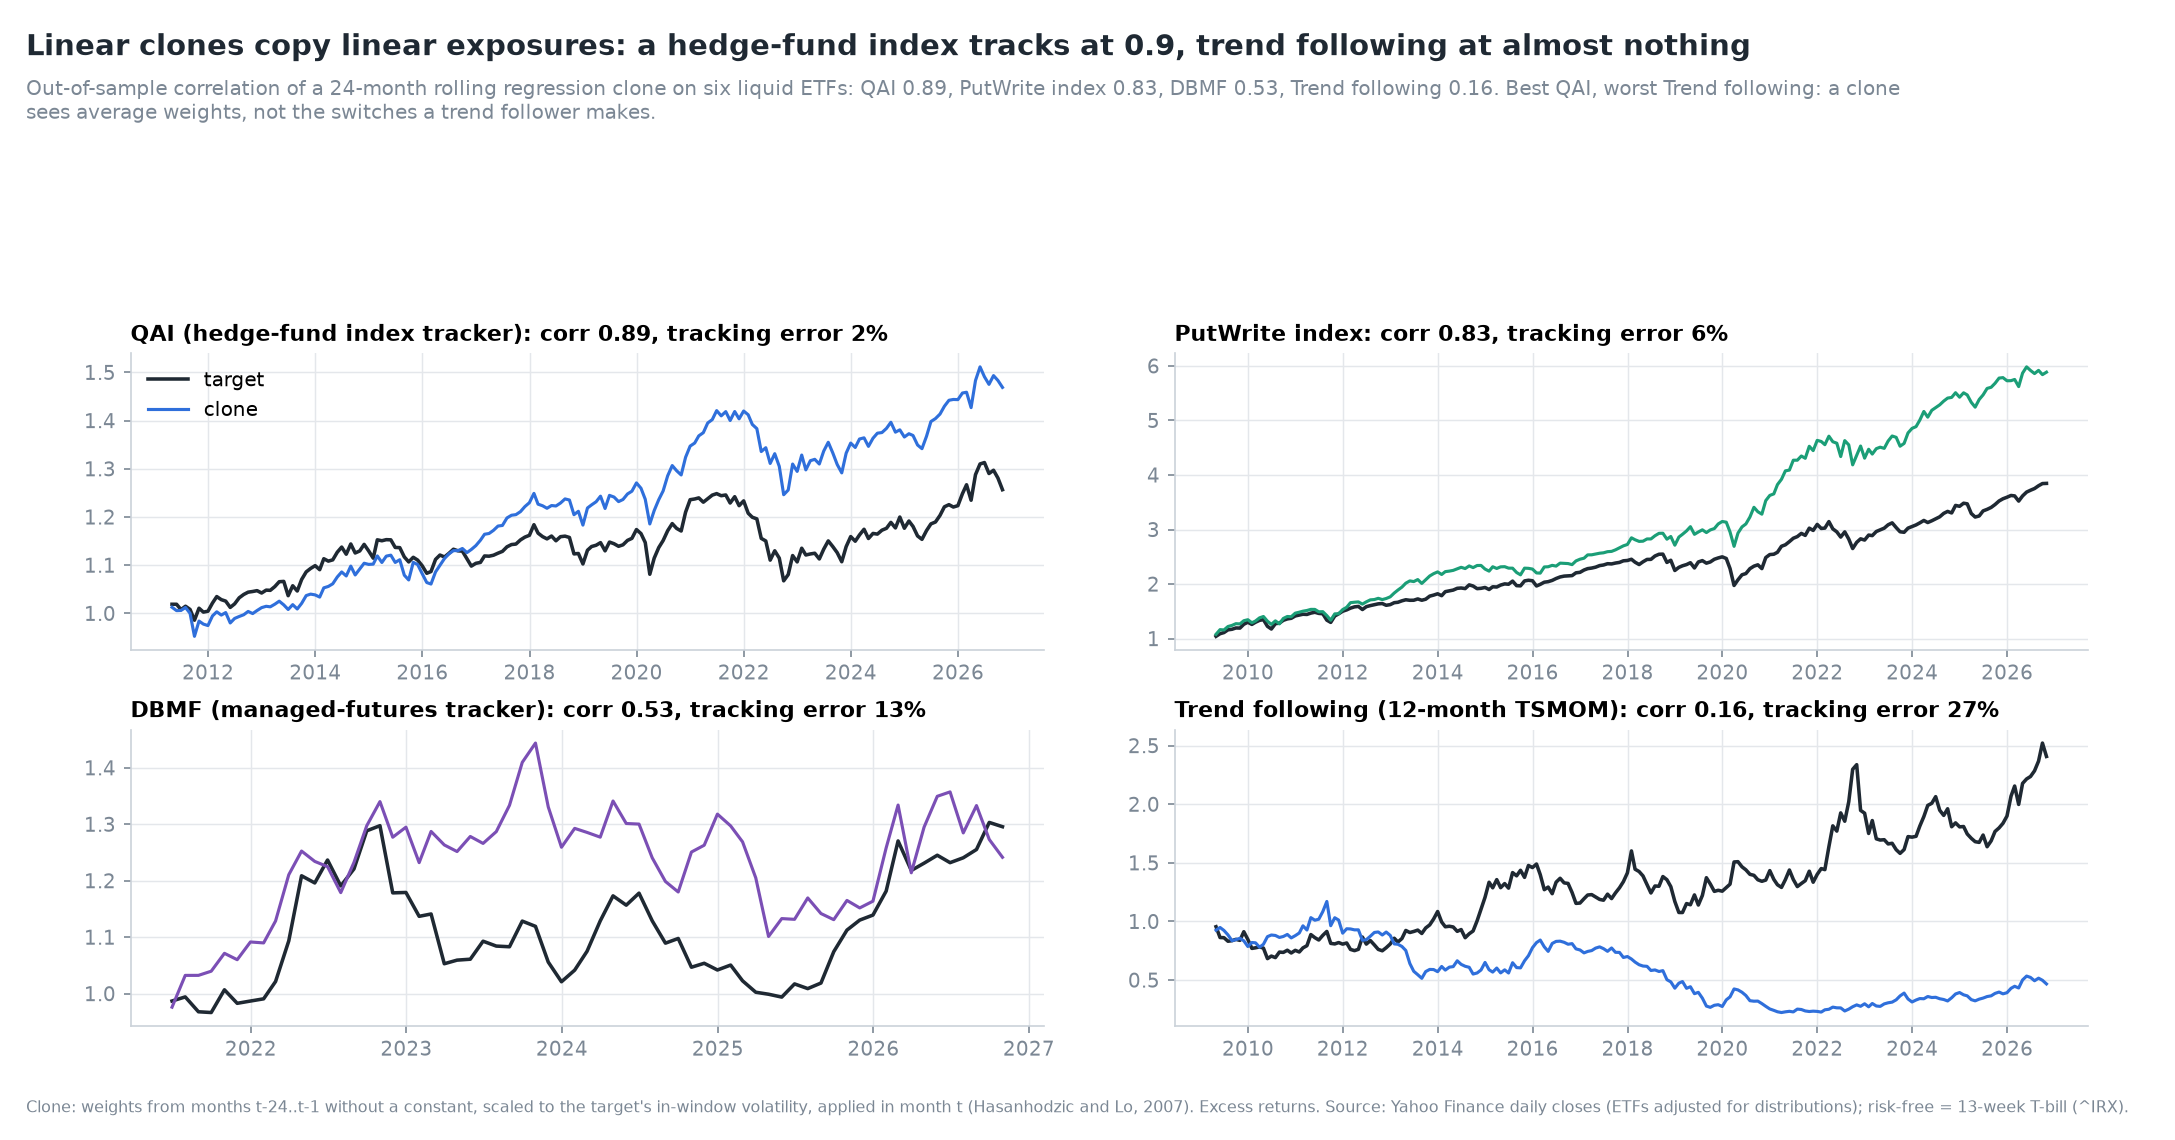 Linear clones copy linear exposures: a hedge-fund index tracks at 0.9, trend following at almost nothing
Out-of-sample correlation of a 24-month rolling regression clone on six liquid ETFs: QAI 0.89, PutWrite index 0.83, DBMF 0.53, Trend following 0.16. Best QAI, worst Trend following: a clone
sees average weights, not the switches a trend follower makes.
QAI (hedge-fund index tracker): corr 0.89, tracking error 2%
1.5
1.4
1.3
1.2
1.1
1.0
target
clone
2012 2014 2016 2018 2020 2022 2024 2026
PutWrite index: corr 0.83, tracking error 6%
6
5
4
3
2
1
2010 2012 2014 2016 2018 2020 2022 2024 2026
DBMF (managed-futures tracker): corr 0.53, tracking error 13%
1.4
1.3
1.2
1.1
1.0
2022 2023 2024 2025 2026 2027
Trend following (12-month TSMOM): corr 0.16, tracking error 27%
2.5
2.0
1.5
1.0
0.5
2010 2012 2014 2016 2018 2020 2022 2024 2026
Clone: weights from months t-24..t-1 without a constant, scaled to the target's in-window volatility, applied in month t (Hasanhodzic and Lo, 2007). Excess returns. Source: Yahoo Finance daily closes (ETFs adjusted for distributions); risk-free = 13-week T-bill (^IRX).